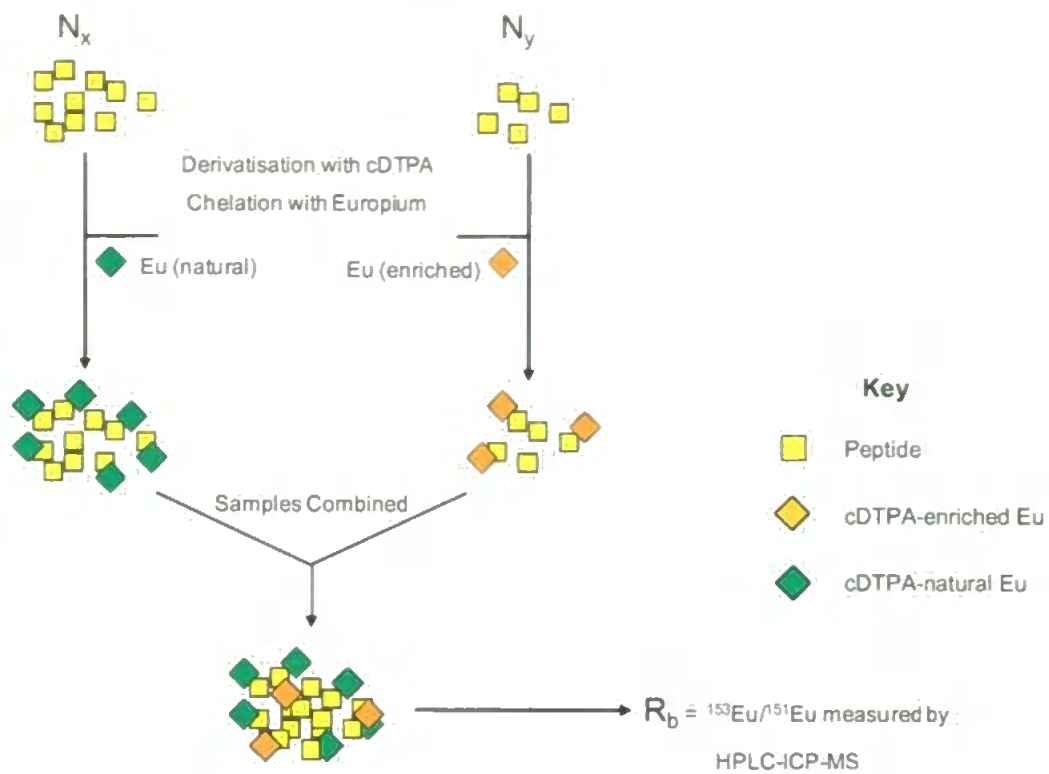 Nx
Ny
Derivatisation with cDTPA
Chelation with Europium
Eu (natural)
Eu (enriched)
Key
Peptide
Samples Combined
cDTPA-enriched Eu
cDTPA-natural Eu
Rb = 153Eu/151Eu measured by
HPLC-ICP-MS